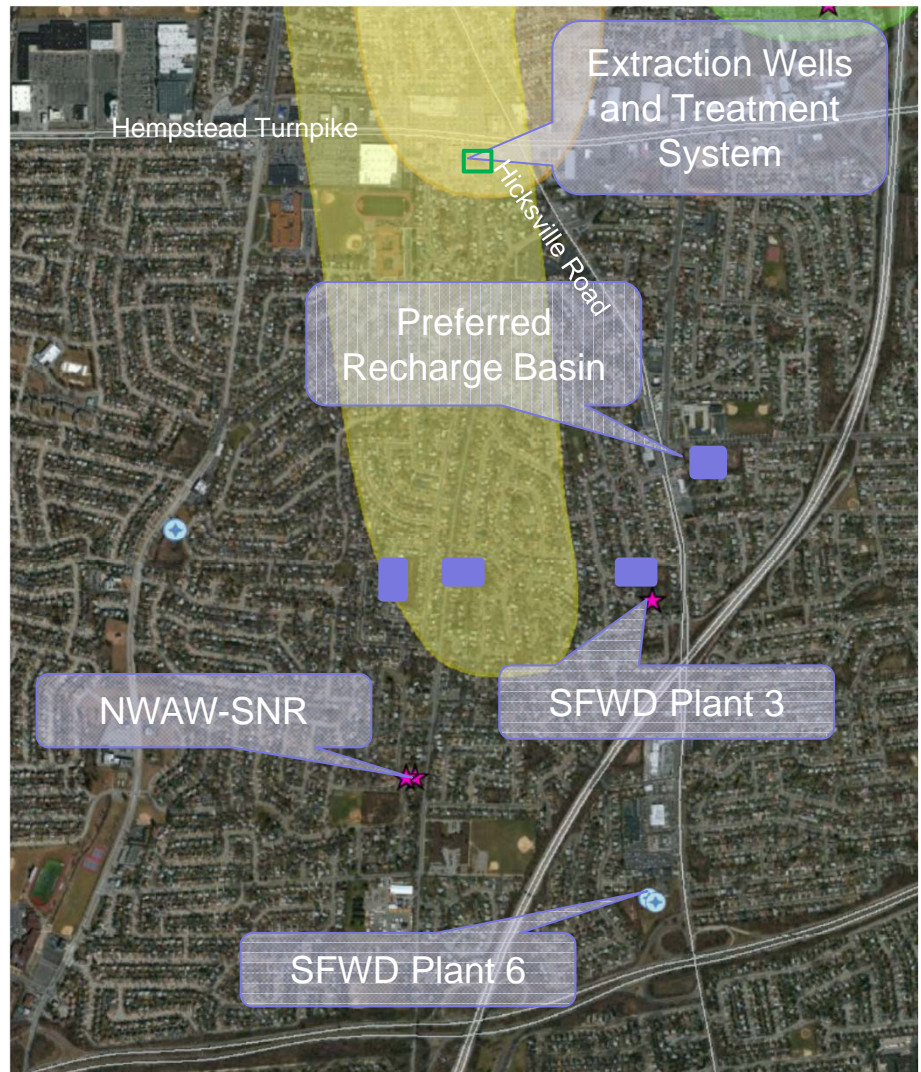 Extraction Wells
and Treatment
System
Hempstead Turnpike
Hicksville Road
Preferred
Recharge Basin
NWAW-SNR
SFWD Plant 3
SFWD Plant 6